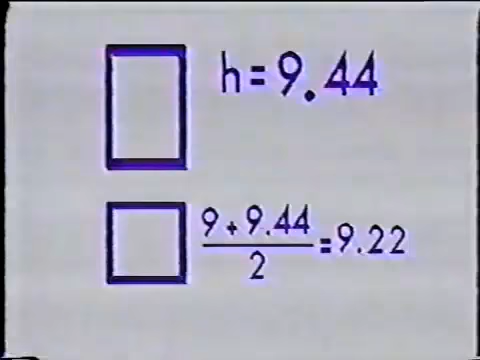 h = 9.44
9 + 9.44
2
= 9.22